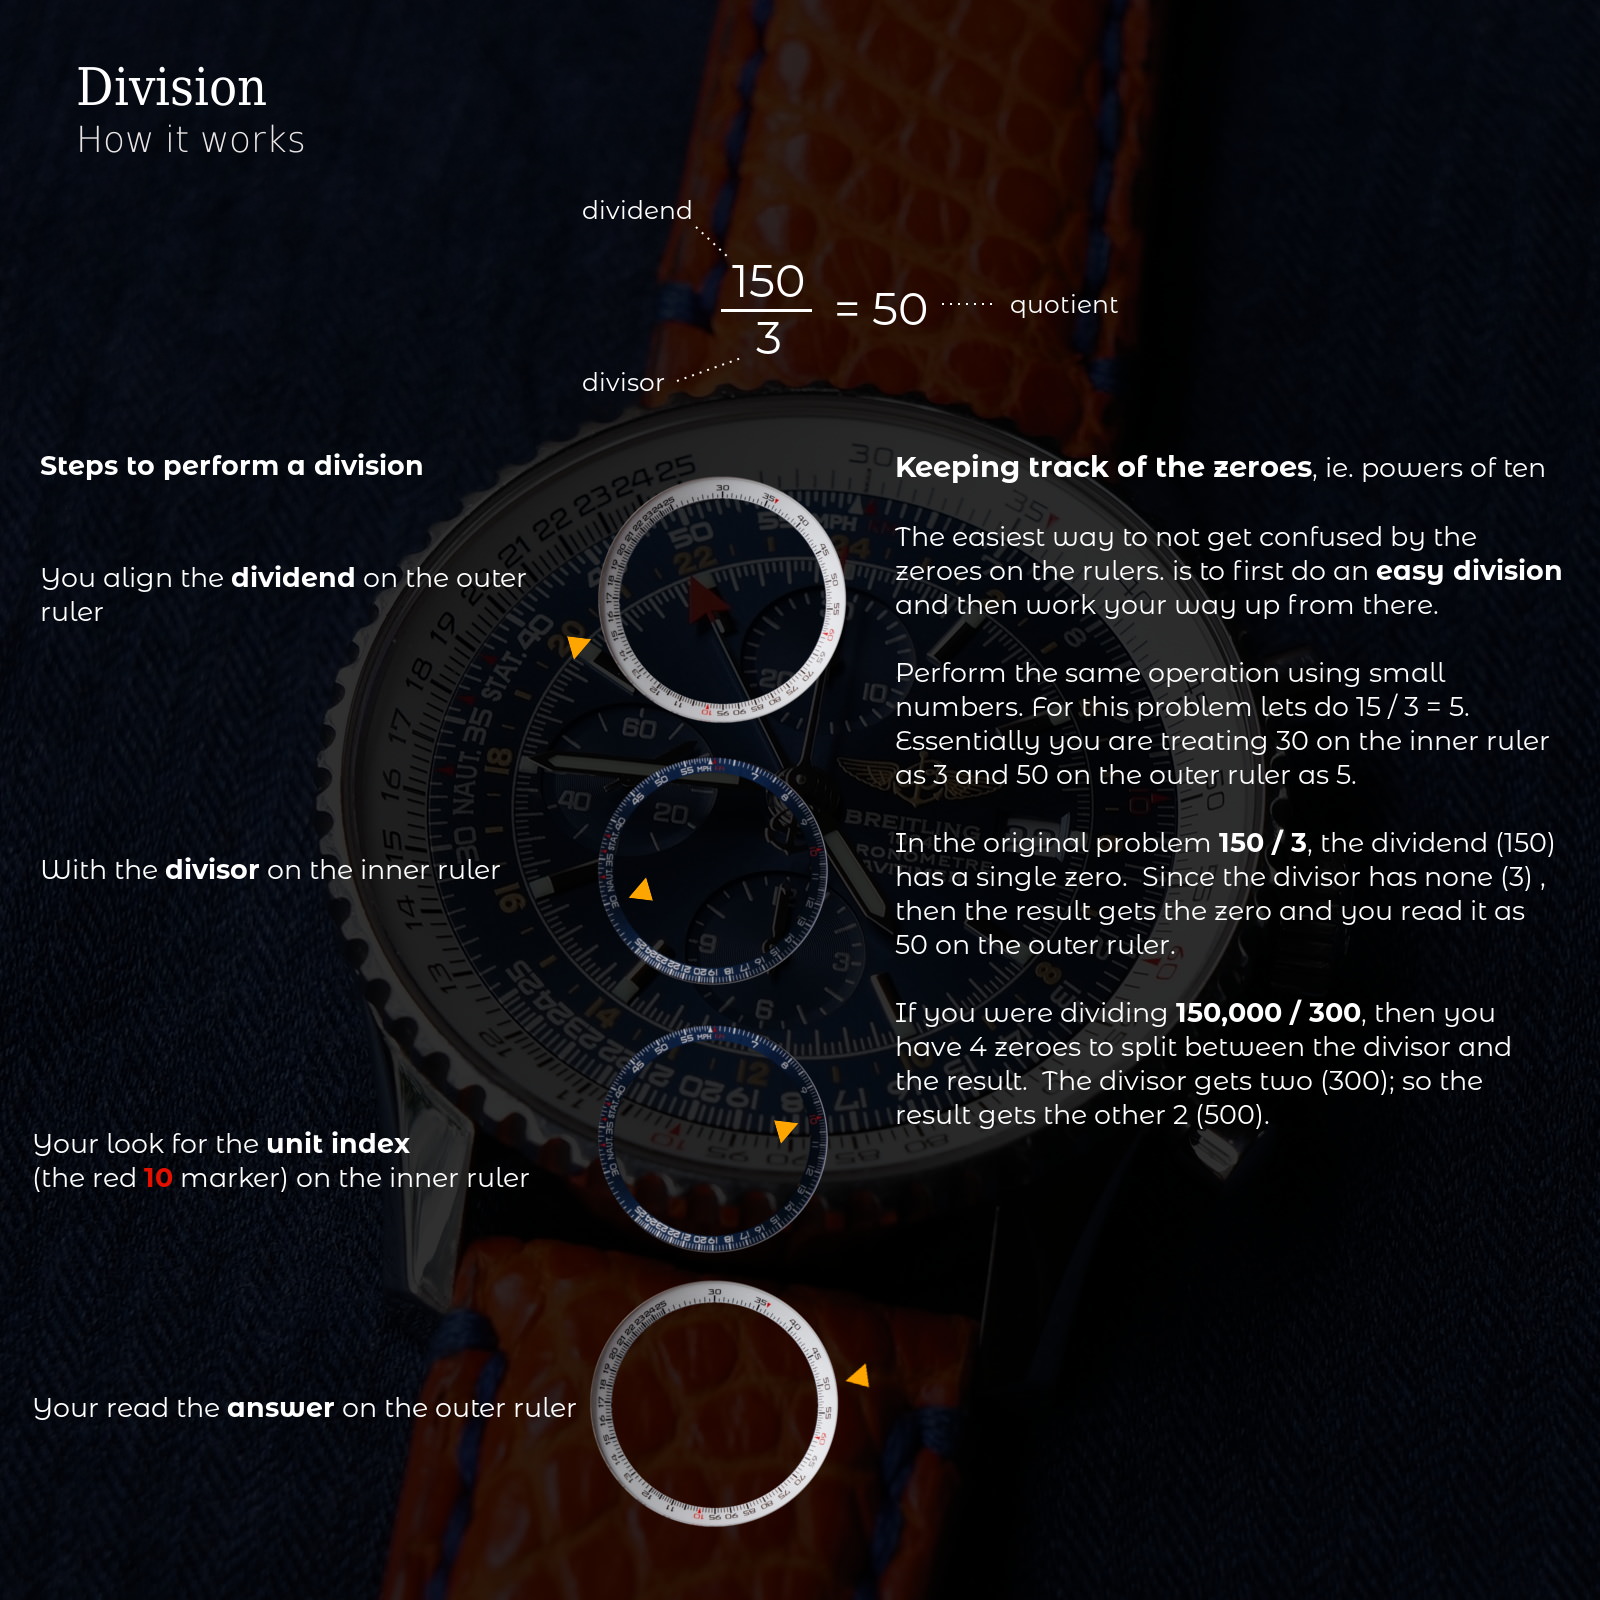 Division
How it works
dividend
150
3
= 50
quotient
divisor
Steps to perform a division
You align the dividend on the outer
ruler
With the divisor on the inner ruler
Your look for the unit index
(the red 10 marker) on the inner ruler
Your read the answer on the outer ruler
Keeping track of the zeroes, ie. powers of ten
The easiest way to not get confused by the
zeroes on the rulers. is to first do an easy division
and then work your way up from there.
Perform the same operation using small
numbers. For this problem lets do 15 / 3 = 5.
Essentially you are treating 30 on the inner ruler
as 3 and 50 on the outer ruler as 5.
In the original problem 150 / 3, the dividend (150)
has a single zero. Since the divisor has none (3) ,
then the result gets the zero and you read it as
50 on the outer ruler.
If you were dividing 150,000 / 300, then you
have 4 zeroes to split between the divisor and
the result. The divisor gets two (300); so the
result gets the other 2 (500).
BREITLING